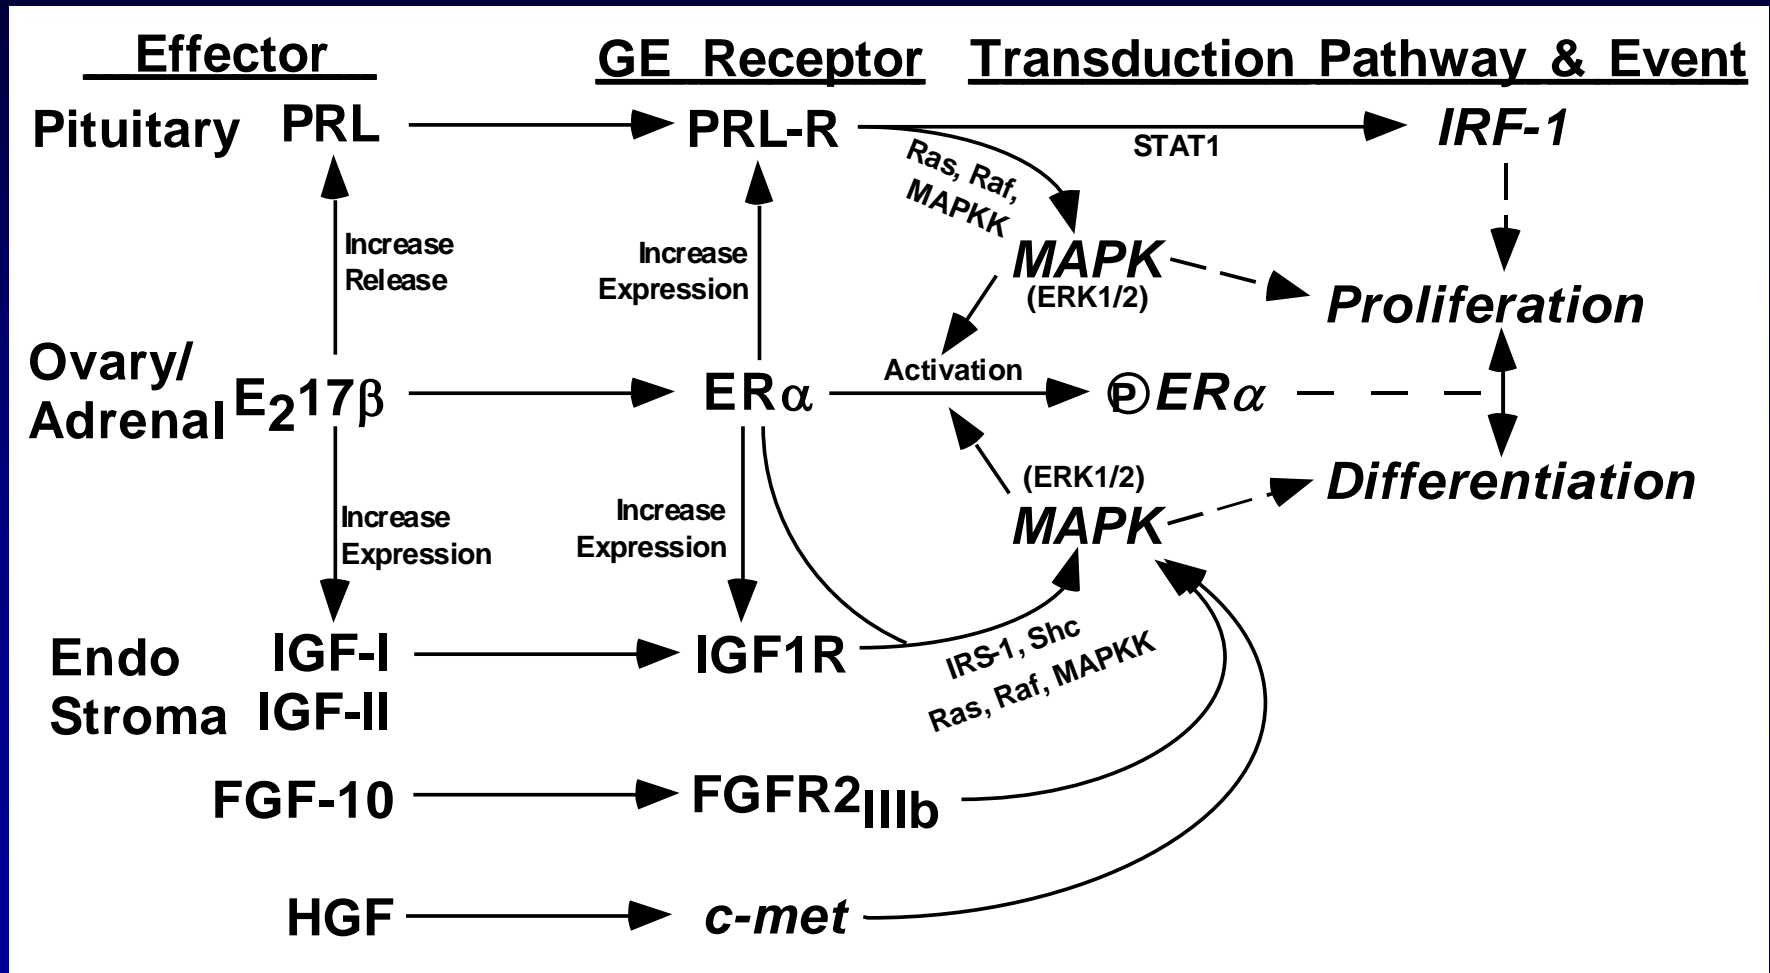 Effector GE Receptor Transduction Pathway & Event
Pituitary PRL PRL-R STAT1 IRF-1
Ras, Raf,
MAPKK
Increase
Release
Increase
Expression
MAPK
(ERK1/2)
Proliferation
Ovary/
Adrenal E217β ERα Activation P ERα
(ERK1/2)
MAPK
Differentiation
Increase
Expression
Increase
Expression
Endo
Stroma
IGF-I IGF1R
IGF-II
IRS-1, Shc
Ras, Raf, MAPKK
FGF-10 FGFR2IIIb
HGF c-met